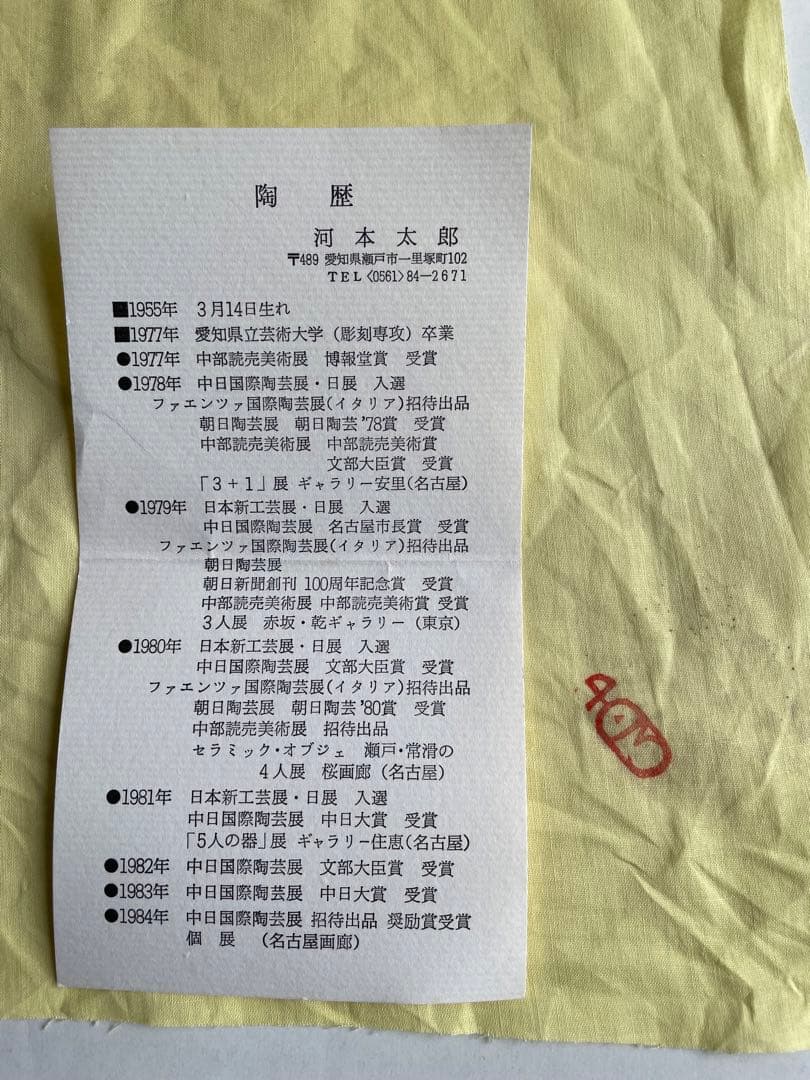 陶歴
河本太郎
〒489 愛知県瀬戸市一里塚町102
TEL〈0561〉84―2671
■1955年 3月14日生れ
■1977年 愛知県立芸術大学(彫刻専攻)卒業
●1977年 中部読売美術展 博報堂賞 受賞
●1978年 中日国際陶芸展・日展 入選
ファエンツァ国際陶芸展(イタリア)招待出品
朝日陶芸展 朝日陶芸'78賞 受賞
中部読売美術展 中部読売美術賞
文部大臣賞 受賞
「3+1」展 ギャラリー安里(名古屋)
●1979年 日本新工芸展・日展 入選
中日国際陶芸展 名古屋市長賞 受賞
ファエンツァ国際陶芸展(イタリア)招待出品
朝日陶芸展
朝日新聞創刊 100周年記念賞 受賞
中部読売美術展 中部読売美術賞 受賞
3人展 赤坂・乾ギャラリー(東京)
●1980年 日本新工芸展・日展 入選
中日国際陶芸展 文部大臣賞 受賞
ファエンツァ国際陶芸展(イタリア)招待出品
朝日陶芸展 朝日陶芸'80賞 受賞
中部読売美術展 招待出品
セラミック・オブジェ 瀬戸・常滑の
4人展 桜画廊(名古屋)
●1981年 日本新工芸展・日展 入選
中日国際陶芸展 中日大賞 受賞
「5人の器」展 ギャラリー住恵(名古屋)
●1982年 中日国際陶芸展 文部大臣賞 受賞
●1983年 中日国際陶芸展 中日大賞 受賞
●1984年 中日国際陶芸展 招待出品 奨励賞受賞
個展 (名古屋画廊)